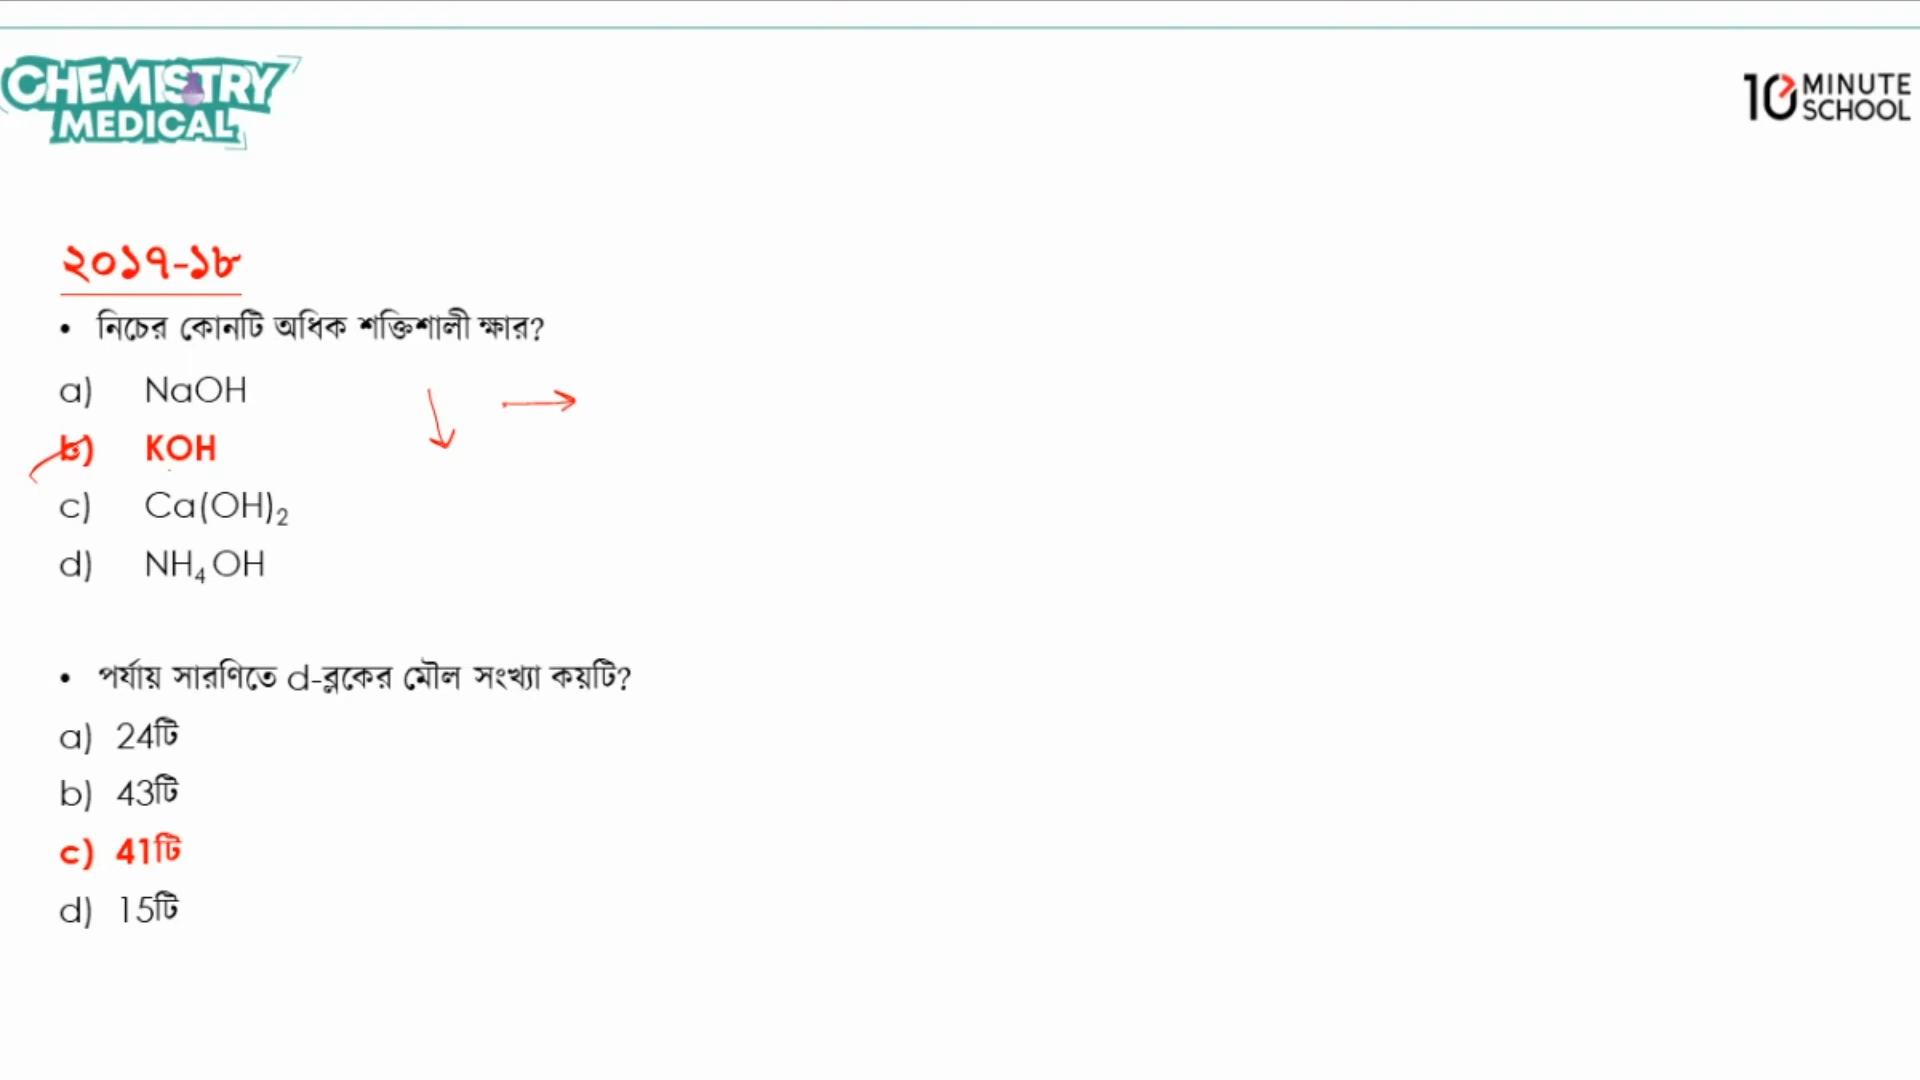 CHEMISTRY
MEDICAL
10 MINUTE
SCHOOL
২০১৭-১৮
• নিচের কোনটি অধিক শক্তিশালী ক্ষার?
a) NaOH
b) KOH
c) Ca(OH)₂
d) NH₄OH
• পর্যায় সারণিতে d-ব্লকের মৌল সংখ্যা কয়টি?
a) 24টি
b) 43টি
c) 41টি
d) 15টি